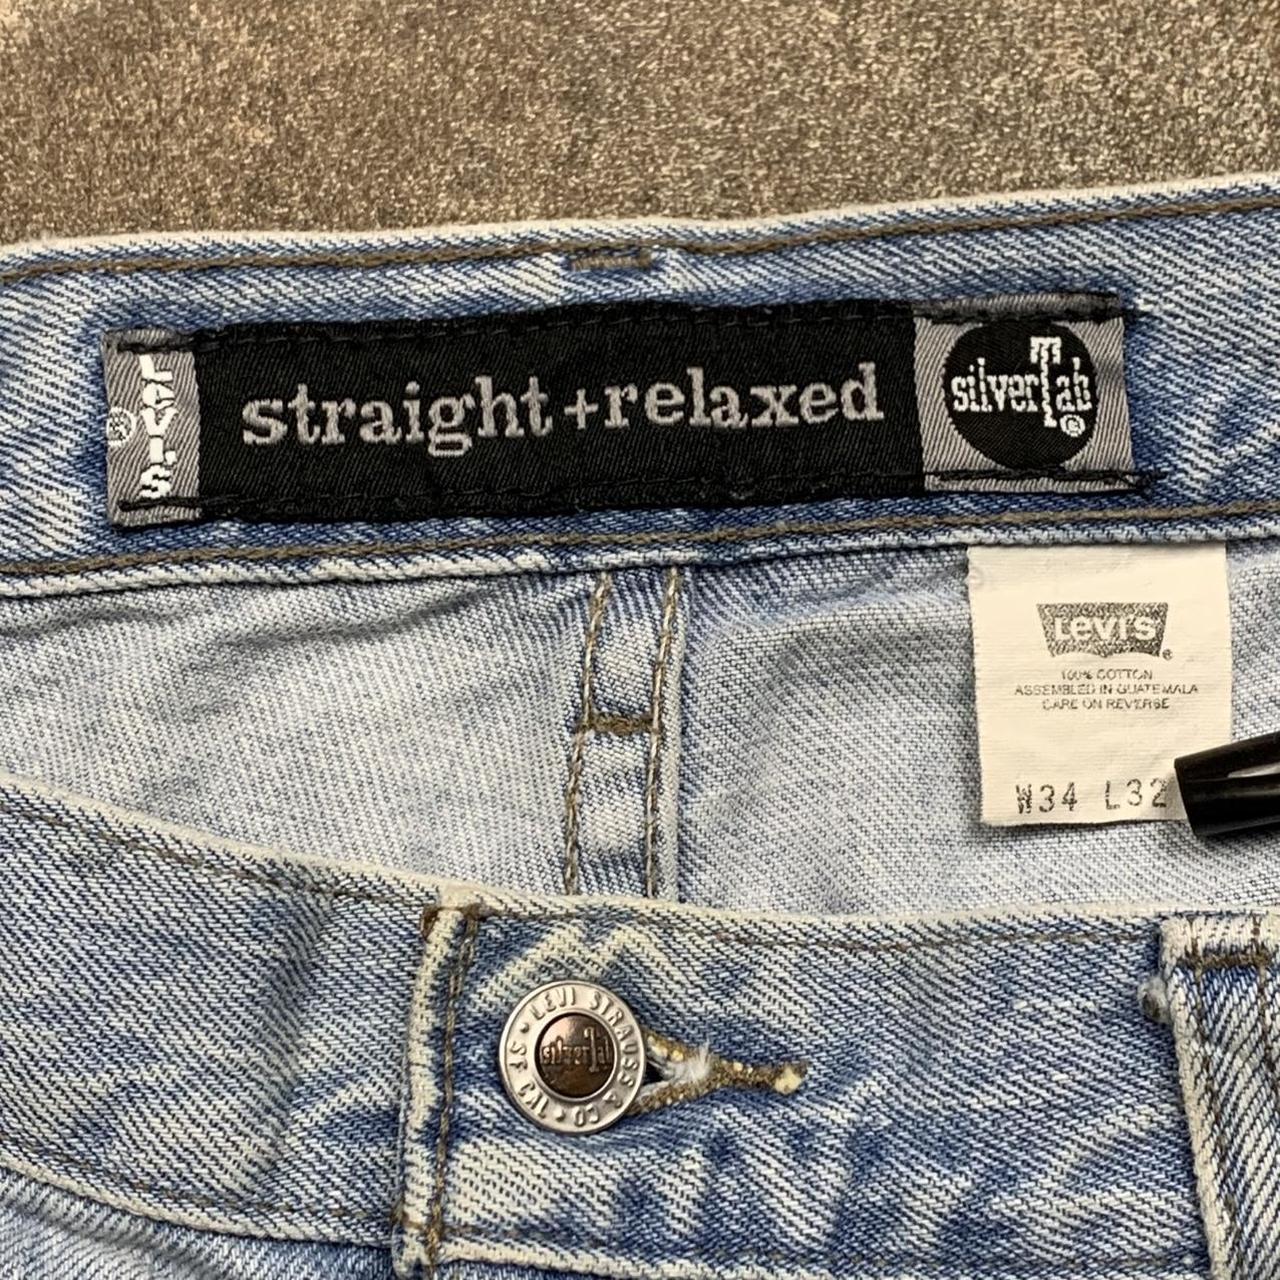 LEVI'S
®
straight+relaxed
silverTab
®
LEVI'S
®
100% COTTON
ASSEMBLED IN GUATEMALA
CARE ON REVERSE
W34 L32
LEVI STRAUSS & CO • SF CAL •
silverTab